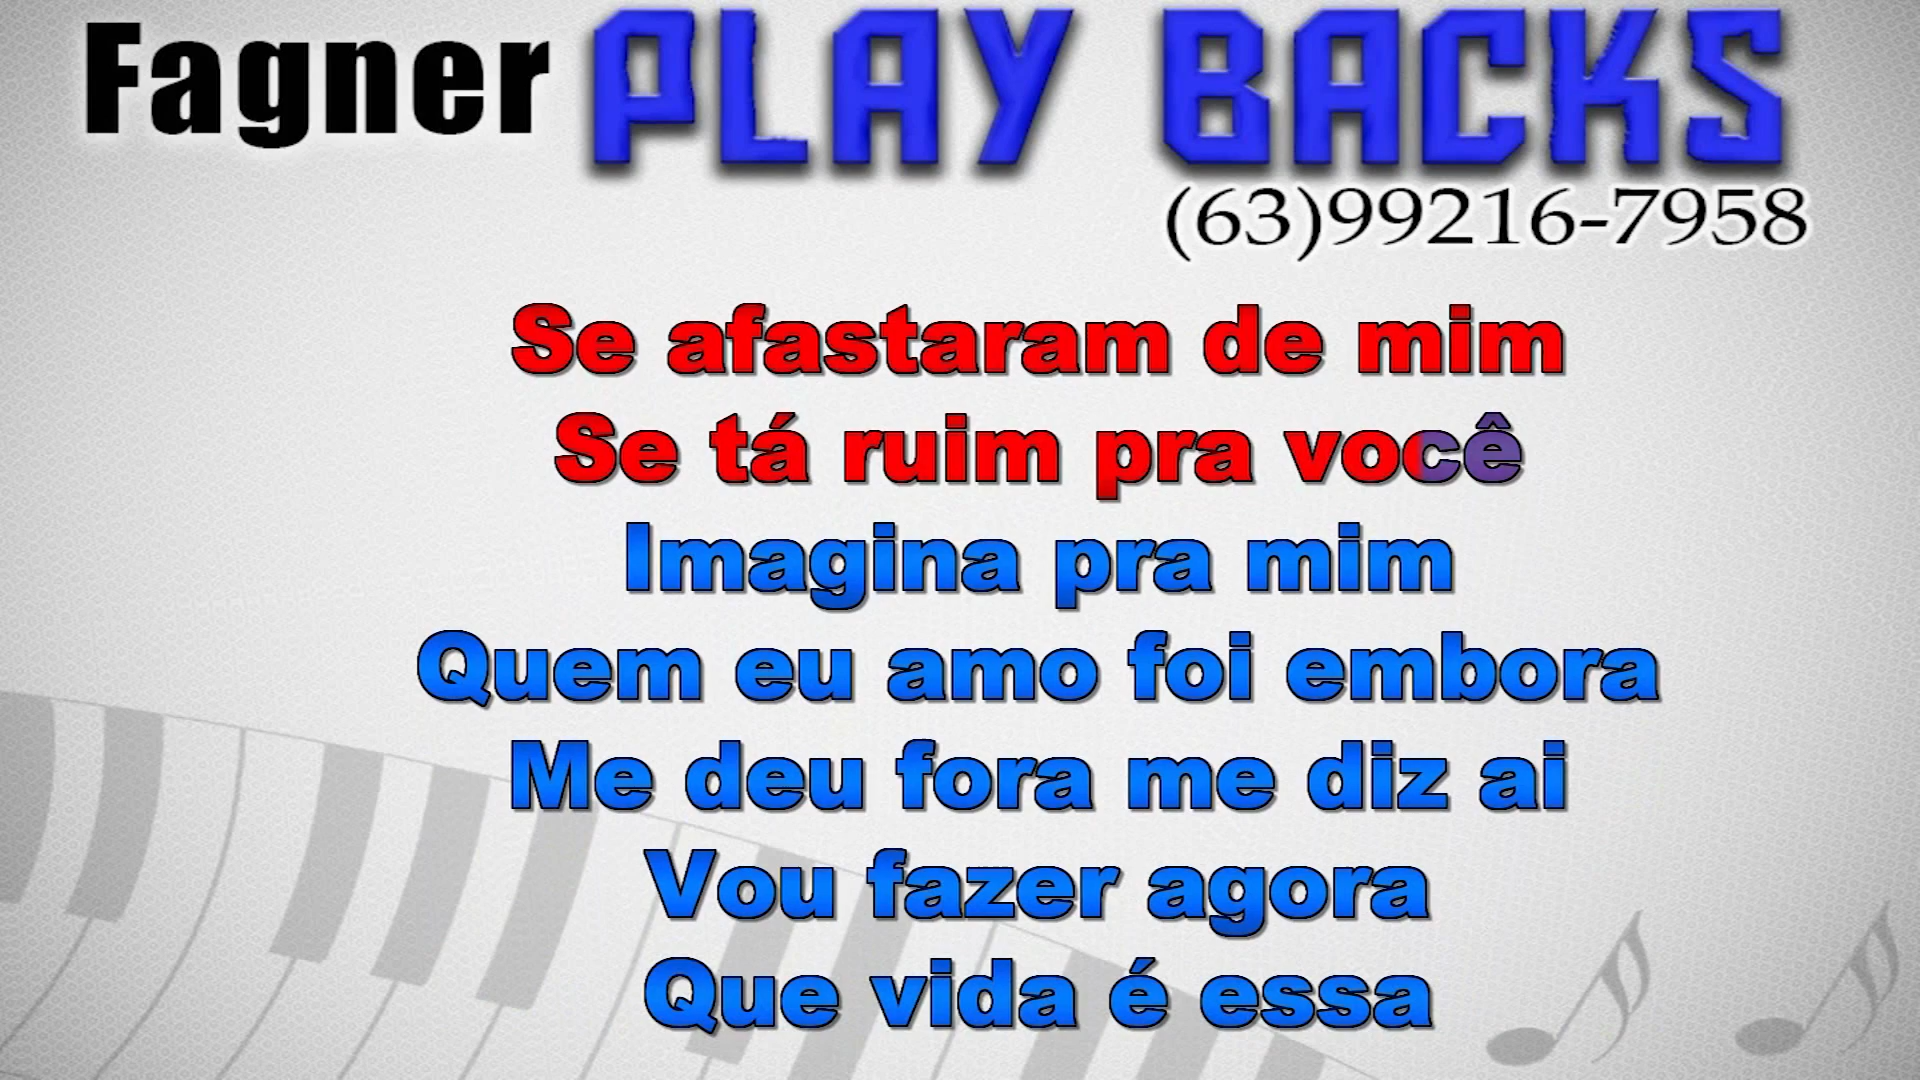 Fagner PLAY BACKS
(63)99216-7958
Se afastaram de mim
Se tá ruim pra você
Imagina pra mim
Quem eu amo foi embora
Me deu fora me diz ai
Vou fazer agora
Que vida é essa